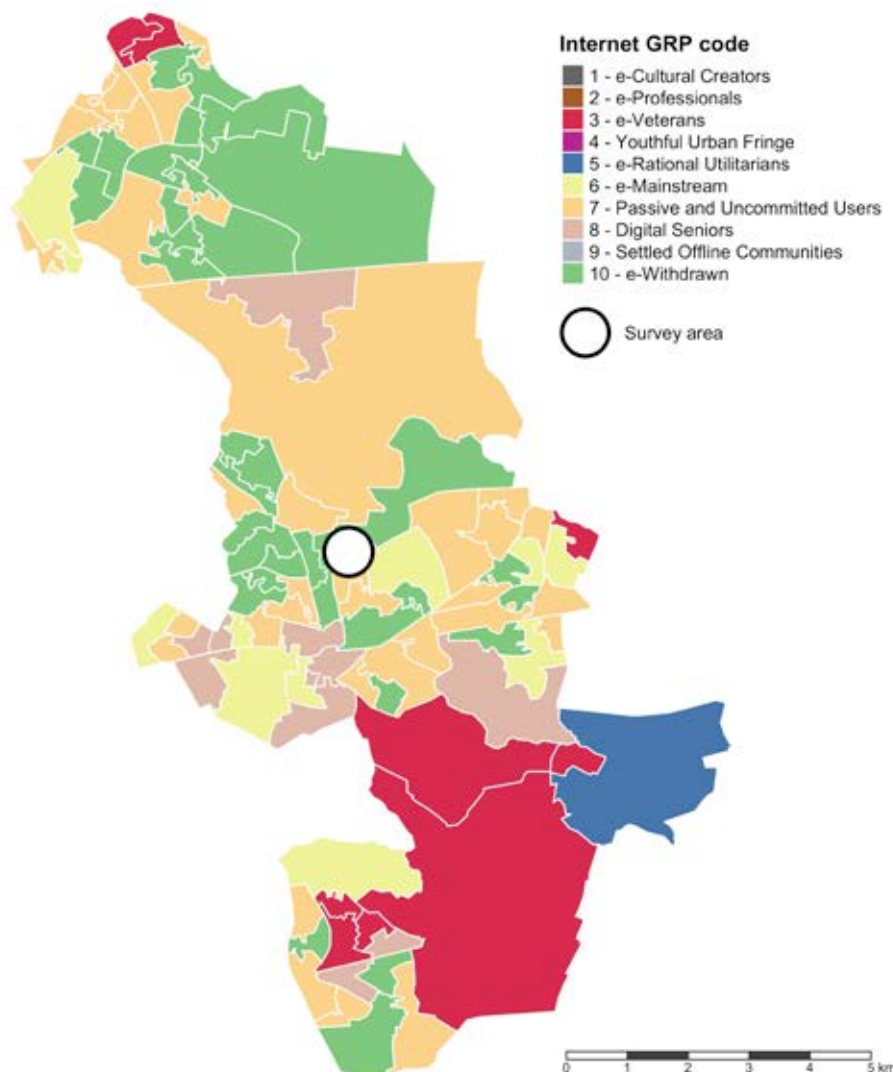 Internet GRP code
1 - e-Cultural Creators
2 - e-Professionals
3 - e-Veterans
4 - Youthful Urban Fringe
5 - e-Rational Utilitarians
6 - e-Mainstream
7 - Passive and Uncommitted Users
8 - Digital Seniors
9 - Settled Offline Communities
10 - e-Withdrawn
Survey area
0 1 2 3 4 5 km